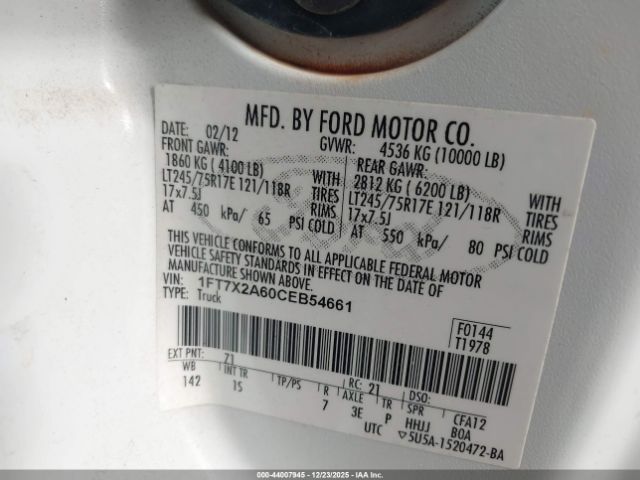 MFD. BY FORD MOTOR CO.
DATE: 02/12 GVWR: 4536 KG (10000 LB)
FRONT GAWR: REAR GAWR:
1860 KG ( 4100 LB) WITH 2812 KG ( 6200 LB) WITH
LT245/75R17E 121/118R TIRES LT245/75R17E 121/118R TIRES
17x7.5J RIMS 17x7.5J RIMS
AT 450 kPa/ 65 PSI COLD AT 550 kPa/ 80 PSI COLD
THIS VEHICLE CONFORMS TO ALL APPLICABLE FEDERAL MOTOR
VEHICLE SAFETY STANDARDS IN EFFECT ON THE DATE OF
MANUFACTURE SHOWN ABOVE.
VIN: 1FT7X2A60CEB54661
TYPE: Truck
F0144
T1978
EXT PNT: Z1 RC: 21 DSO:
WB INT TR TP/PS R AXLE TR SPR CFA12
142 15 7 3E P HHJJ BOA
UTC 5U5A-1520472-BA
000-44007945 - 12/23/2025 - IAAI.COM